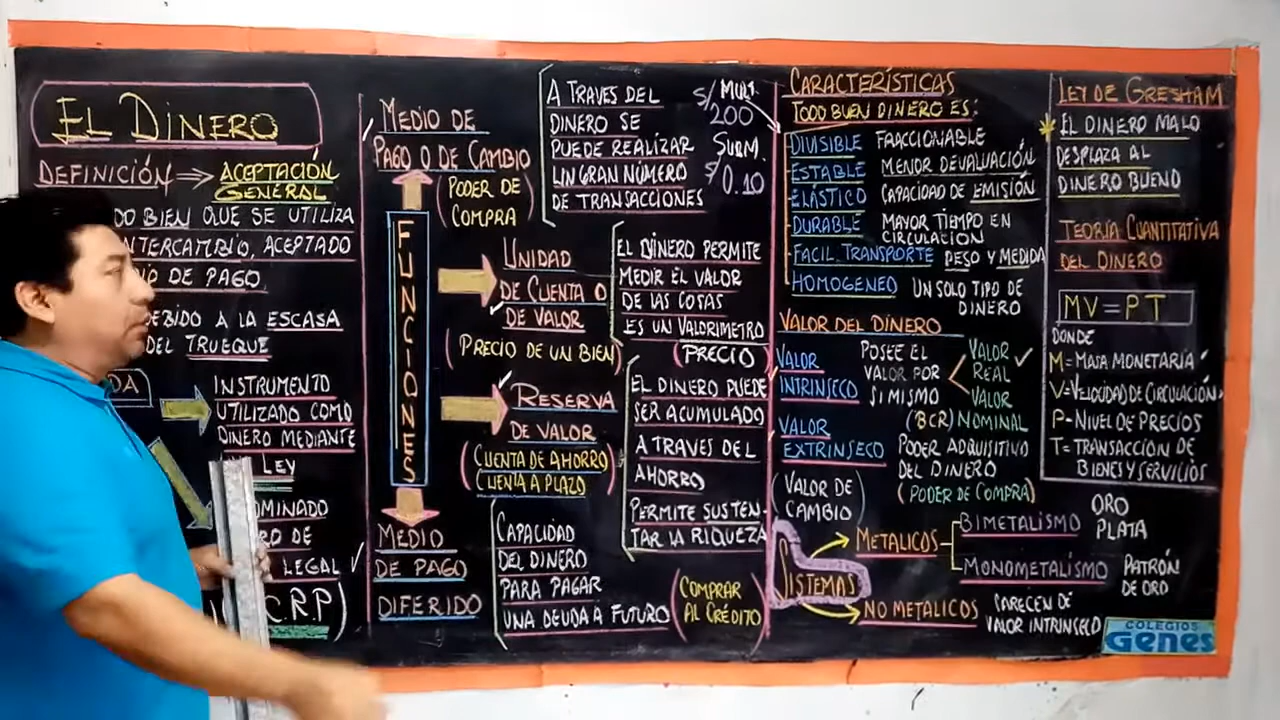 EL DINERO
DEFINICIÓN => ACEPTACIÓN
GENERAL
DO BIEN QUE SE UTILIZA
NTERCAMBIO, ACEPTADO
DE PAGO.
EBIDO A LA ESCASA
DEL TRUEQUE
DA
INSTRUMENTO
UTILIZADO COMO
DINERO MEDIANTE
LEY
OMINADO
RO DE
LEGAL ✓
C.R.P)
MEDIO DE
PAGO O DE CAMBIO
(PODER DE
COMPRA)
FUNCIONES
UNIDAD
DE CUENTA O
DE VALOR
(PRECIO DE UN BIEN)
RESERVA
DE VALOR
(CUENTA DE AHORRO)
CUENTA A PLAZO
MEDIO
DE PAGO
DIFERIDO
A TRAVES DEL
DINERO SE
PUEDE REALIZAR
UN GRAN NÚMERO
DE TRANSACCIONES
MULT.
S/200
SUBM.
S/0.10
EL DINERO PERMITE
MEDIR EL VALOR
DE LAS COSAS
ES UN VALORIMETRO
(PRECIO)
EL DINERO PUEDE
SER ACUMULADO
A TRAVES DEL
AHORRO
PERMITE SUSTEN-
TAR LA RIQUEZA
CAPACIDAD
DEL DINERO
PARA PAGAR
UNA DEUDA A FUTURO
(COMPRAR
AL CRÉDITO)
CARACTERÍSTICAS
TODO BUEN DINERO ES:
DIVISIBLE FRACCIONABLE
ESTABLE MENOR DEVALUACIÓN
ELÁSTICO CAPACIDAD DE EMISIÓN
DURABLE MAYOR TIEMPO EN
CIRCULACIÓN
FACIL TRANSPORTE PESO Y MEDIDA
HOMOGENEO UN SOLO TIPO DE
DINERO
VALOR DEL DINERO
VALOR
INTRINSECO
POSEE EL
VALOR POR
SI MISMO
VALOR
REAL ✓
VALOR
(BCR) NOMINAL
VALOR
EXTRINSECO
PODER ADQUISITIVO
DEL DINERO
(PODER DE COMPRA)
(VALOR DE
CAMBIO)
SISTEMAS
METALICOS
BIMETALISMO
ORO
PLATA
MONOMETALISMO
PATRÓN
DE ORO
NO METALICOS
CARECEN DE
VALOR INTRINSECO
LEY DE GRESHAM
EL DINERO MALO
DESPLAZA AL
DINERO BUENO
TEORÍA CUANTITATIVA
DEL DINERO
MV = PT
DONDE
M= MASA MONETARÍA
V= VELOCIDAD DE CIRCULACIÓN
P- NIVEL DE PRECIOS
T= TRANSACCIÓN DE
BIENES Y SERVICIOS
COLEGIOS
Genes